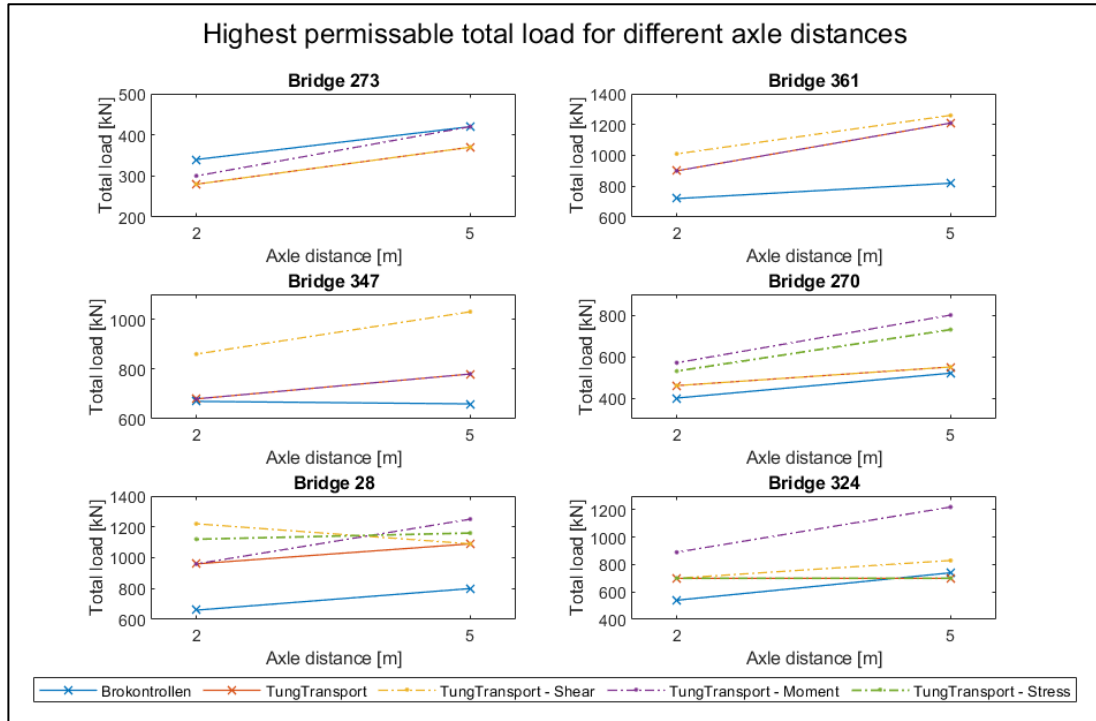 Highest permissable total load for different axle distances
Bridge 273
Total load [kN]
500
400
300
200
2
5
Axle distance [m]
Bridge 361
Total load [kN]
1400
1200
1000
800
600
2
5
Axle distance [m]
Bridge 347
Total load [kN]
1000
800
600
2
5
Axle distance [m]
Bridge 270
Total load [kN]
800
600
400
2
5
Axle distance [m]
Bridge 28
Total load [kN]
1400
1200
1000
800
600
2
5
Axle distance [m]
Bridge 324
Total load [kN]
1200
1000
800
600
400
2
5
Axle distance [m]
Brokontrollen
TungTransport
TungTransport - Shear
TungTransport - Moment
TungTransport - Stress